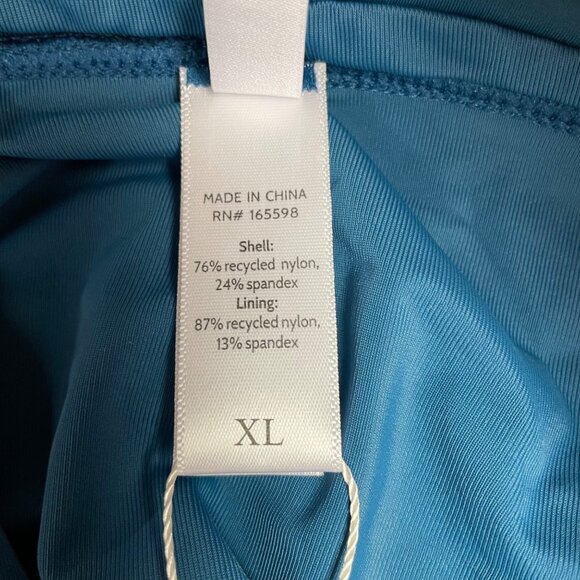 MADE IN CHINA
RN# 165598
Shell:
76% recycled nylon,
24% spandex
Lining:
87% recycled nylon,
13% spandex
XL